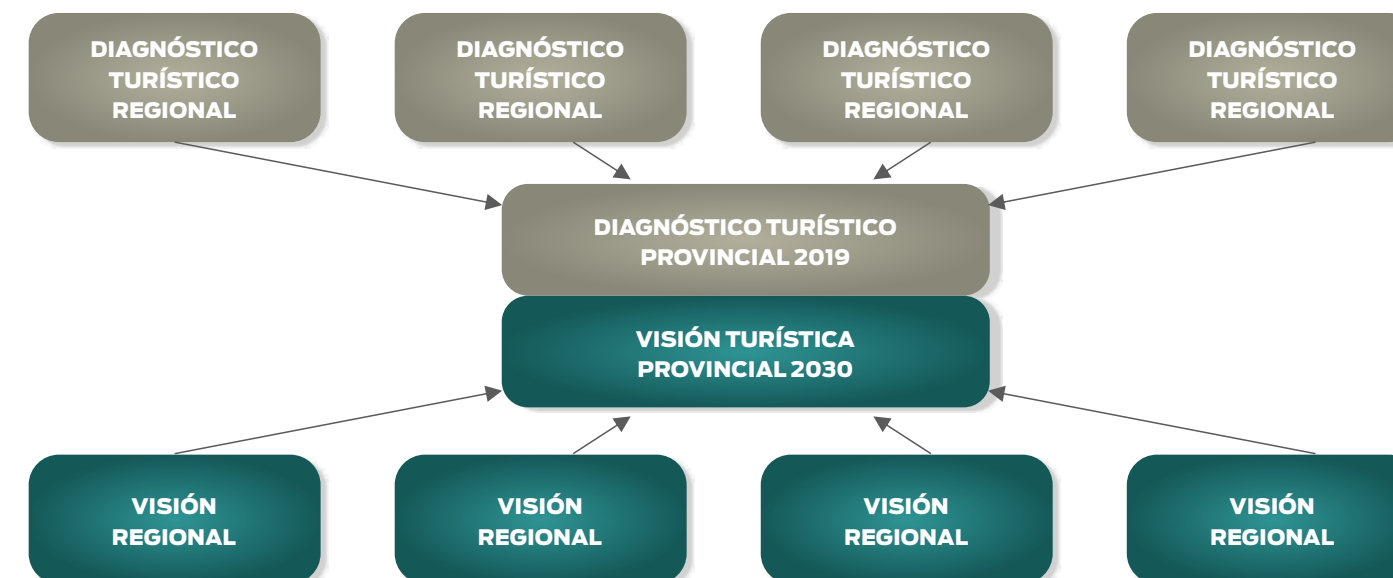 DIAGNÓSTICO
TURÍSTICO
REGIONAL
DIAGNÓSTICO
TURÍSTICO
REGIONAL
DIAGNÓSTICO
TURÍSTICO
REGIONAL
DIAGNÓSTICO
TURÍSTICO
REGIONAL
DIAGNÓSTICO TURÍSTICO
PROVINCIAL 2019
VISIÓN TURÍSTICA
PROVINCIAL 2030
VISIÓN
REGIONAL
VISIÓN
REGIONAL
VISIÓN
REGIONAL
VISIÓN
REGIONAL